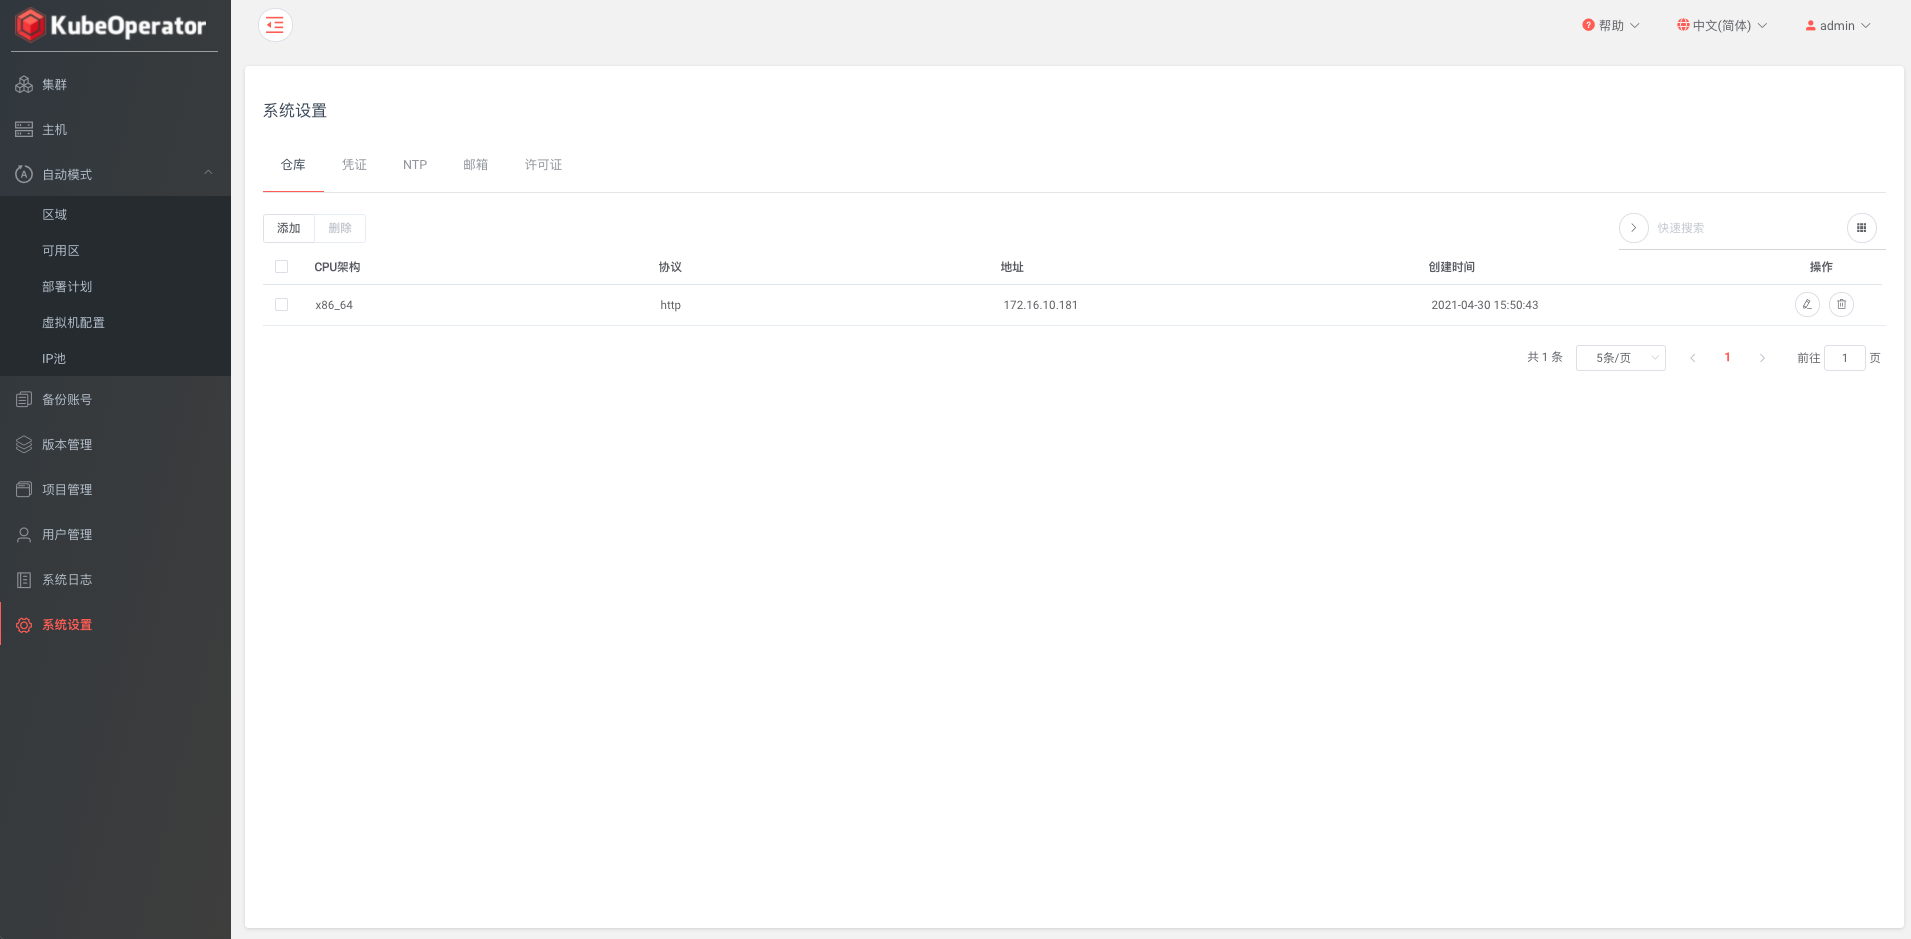 KubeOperator
帮助
中文(简体)
admin
集群
主机
自动模式
区域
可用区
部署计划
虚拟机配置
IP池
备份账号
版本管理
项目管理
用户管理
系统日志
系统设置
系统设置
仓库 凭证 NTP 邮箱 许可证
添加 删除
快速搜索
CPU架构 协议 地址 创建时间 操作
x86_64 http 172.16.10.181 2021-04-30 15:50:43
共 1 条 5条/页 1 前往 1 页